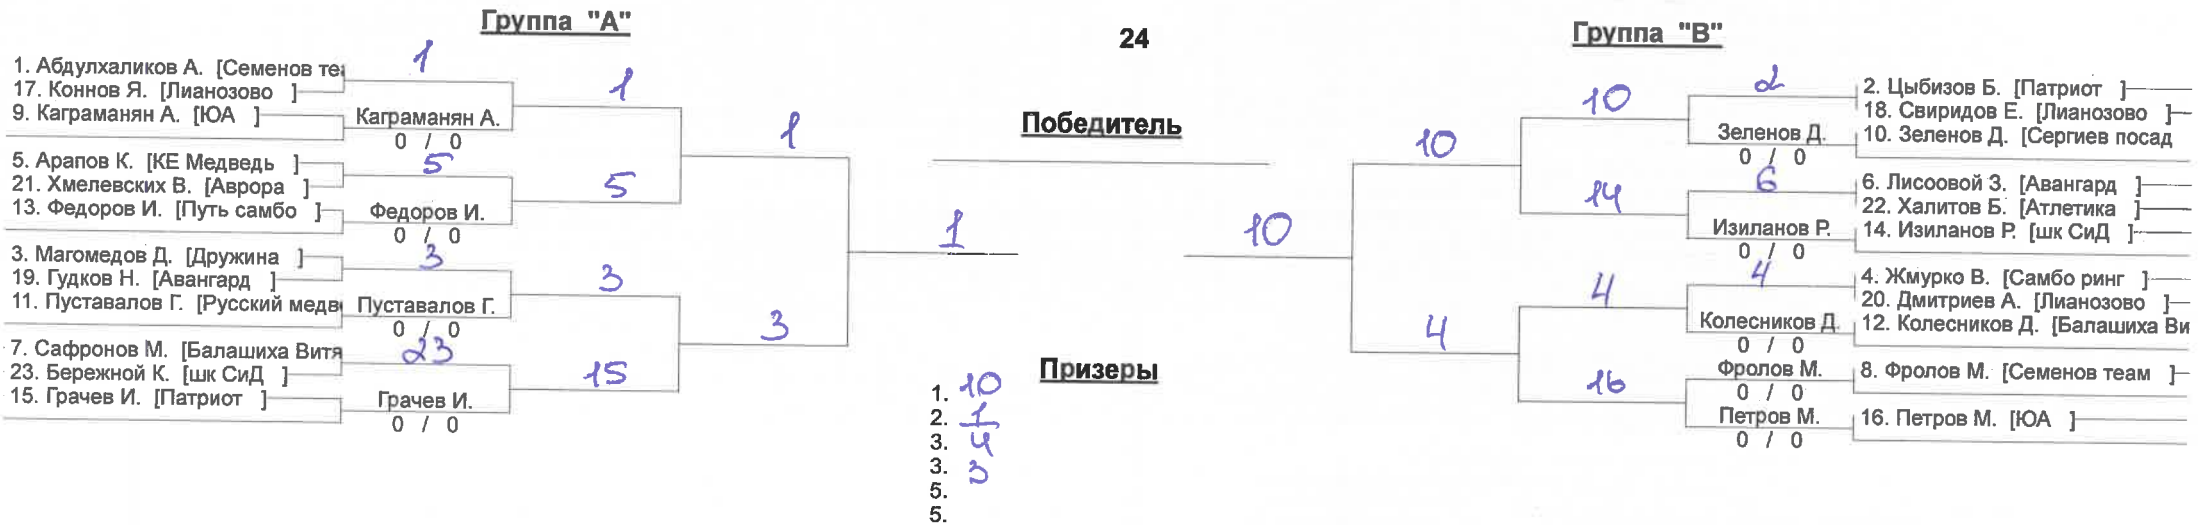 Группа "А"
24
Группа "В"
1. Абдулхаликов А. [Семенов теа
17. Коннов Я. [Лианозово ]
9. Каграманян А. [ЮА ]
1
Каграманян А.
0 / 0
1
5. Арапов К. [КЕ Медведь ]
21. Хмелевских В. [Аврора ]
13. Федоров И. [Путь самбо ]
5
Федоров И.
0 / 0
5
1
3. Магомедов Д. [Дружина ]
19. Гудков Н. [Авангард ]
11. Пуставалов Г. [Русский медв
3
Пуставалов Г.
0 / 0
3
7. Сафронов М. [Балашиха Витя
23. Бережной К. [шк СиД ]
15. Грачев И. [Патриот ]
23
Грачев И.
0 / 0
15
3
1
Победитель
Призеры
1. 10
2. 1
3. 4
3. 3
5.
5.
10
10
10
2
Зеленов Д.
0 / 0
2. Цыбизов Б. [Патриот ]
18. Свиридов Е. [Лианозово ]
10. Зеленов Д. [Сергиев посад
14
6
Изиланов Р.
0 / 0
6. Лисоовой З. [Авангард ]
22. Халитов Б. [Атлетика ]
14. Изиланов Р. [шк СиД ]
4
4
4
Колесников Д.
0 / 0
4. Жмурко В. [Самбо ринг ]
20. Дмитриев А. [Лианозово ]
12. Колесников Д. [Балашиха Ви
16
Фролов М.
0 / 0
Петров М.
0 / 0
8. Фролов М. [Семенов теам ]
16. Петров М. [ЮА ]